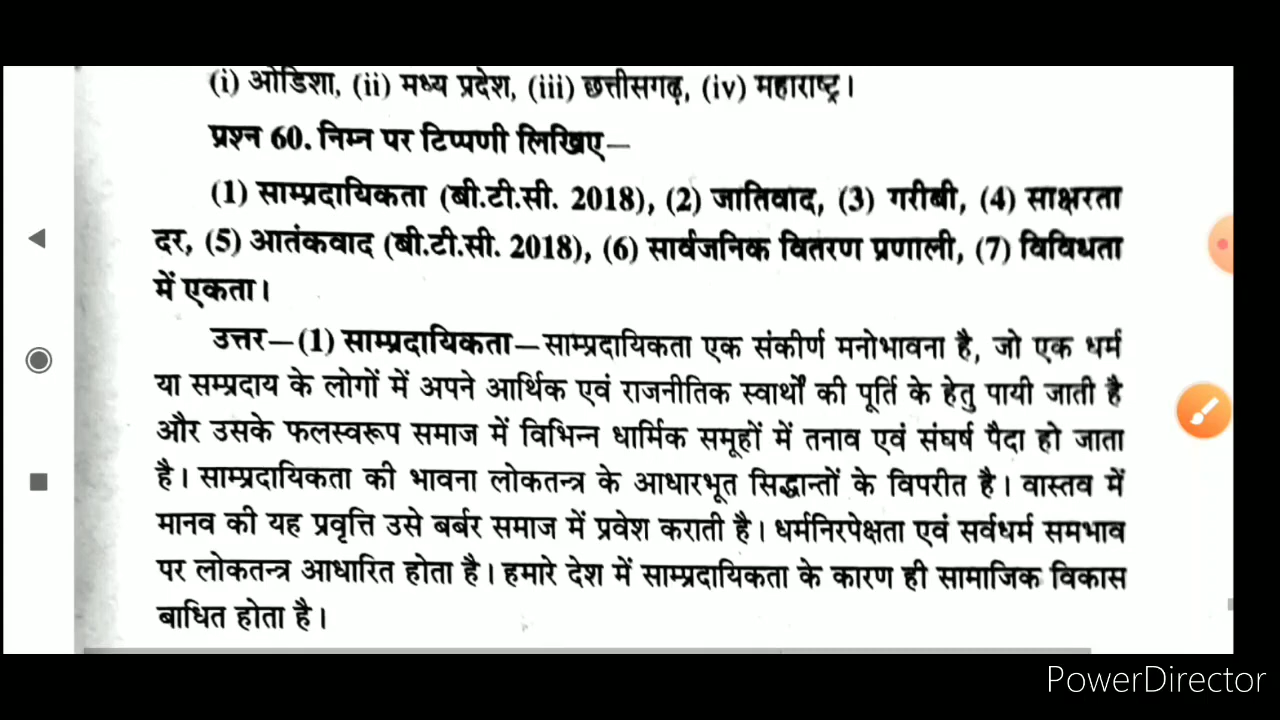 (i) ओडिशा, (ii) मध्य प्रदेश, (iii) छत्तीसगढ़, (iv) महाराष्ट्र।
प्रश्न 60. निम्न पर टिप्पणी लिखिए—
(1) साम्प्रदायिकता (बी.टी.सी. 2018), (2) जातिवाद, (3) गरीबी, (4) साक्षरता
दर, (5) आतंकवाद (बी.टी.सी. 2018), (6) सार्वजनिक वितरण प्रणाली, (7) विविधता
में एकता।
उत्तर—(1) साम्प्रदायिकता—साम्प्रदायिकता एक संकीर्ण मनोभावना है, जो एक धर्म
या सम्प्रदाय के लोगों में अपने आर्थिक एवं राजनीतिक स्वार्थों की पूर्ति के हेतु पायी जाती है
और उसके फलस्वरूप समाज में विभिन्न धार्मिक समूहों में तनाव एवं संघर्ष पैदा हो जाता
है। साम्प्रदायिकता की भावना लोकतन्त्र के आधारभूत सिद्धान्तों के विपरीत है। वास्तव में
मानव की यह प्रवृत्ति उसे बर्बर समाज में प्रवेश कराती है। धर्मनिरपेक्षता एवं सर्वधर्म समभाव
पर लोकतन्त्र आधारित होता है। हमारे देश में साम्प्रदायिकता के कारण ही सामाजिक विकास
बाधित होता है।
PowerDirector